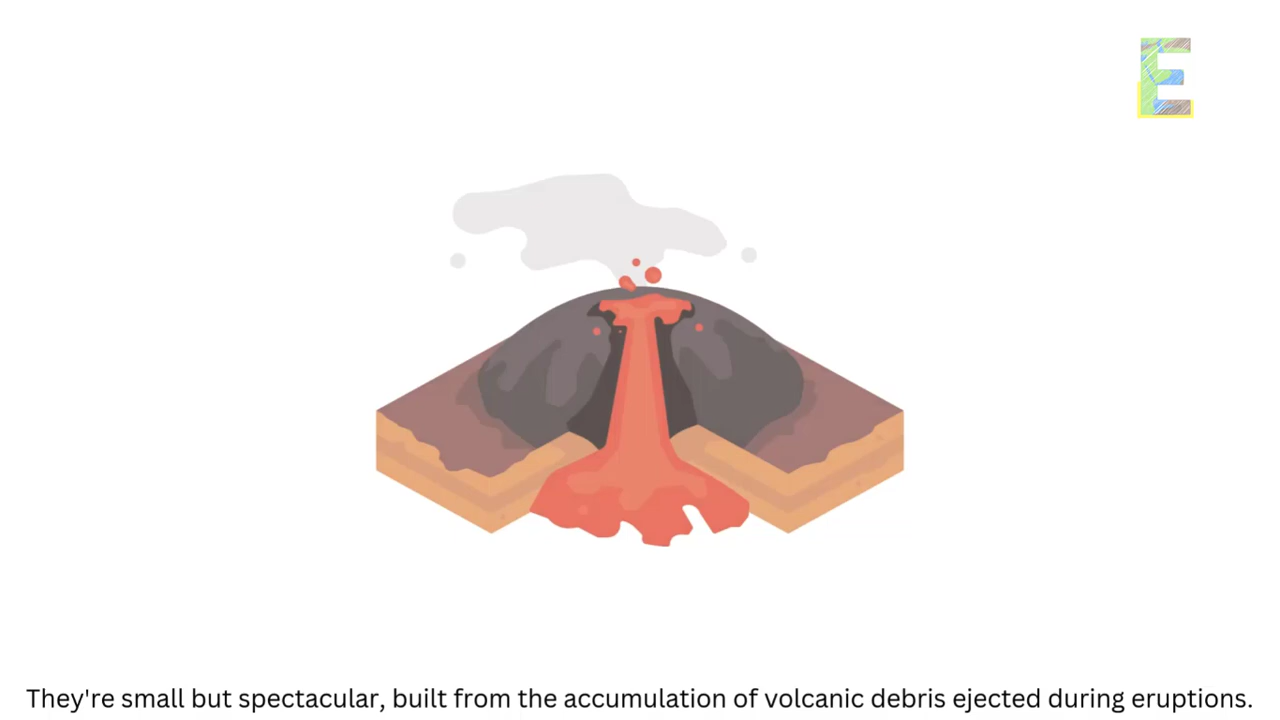 E
They're small but spectacular, built from the accumulation of volcanic debris ejected during eruptions.